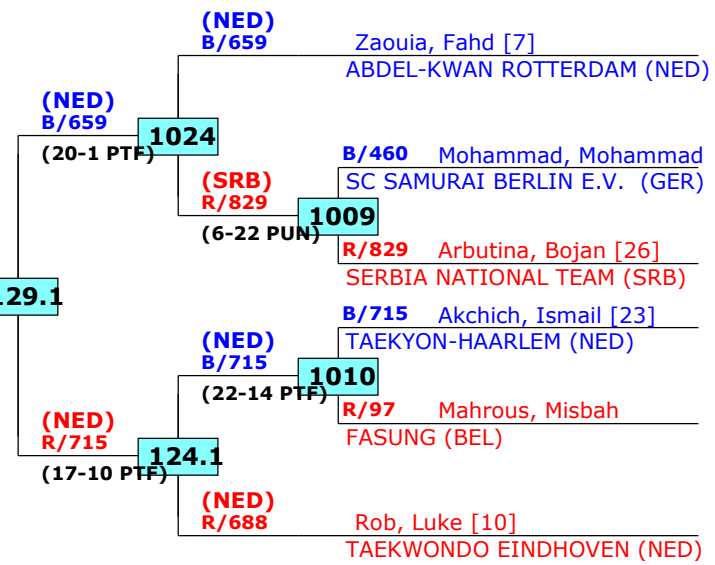 (NED)
B/659
Zaouia, Fahd [7]
ABDEL-KWAN ROTTERDAM (NED)
(NED)
B/659
1024
(20-1 PTF)
B/460 Mohammad, Mohammad
SC SAMURAI BERLIN E.V. (GER)
(SRB)
R/829
1009
(6-22 PUN)
R/829 Arbutina, Bojan [26]
SERBIA NATIONAL TEAM (SRB)
129.1
B/715 Akchich, Ismail [23]
TAEKYON-HAARLEM (NED)
(NED)
B/715
1010
(22-14 PTF)
R/97 Mahrous, Misbah
FASUNG (BEL)
(NED)
R/715
124.1
(17-10 PTF)
(NED)
R/688
Rob, Luke [10]
TAEKWONDO EINDHOVEN (NED)